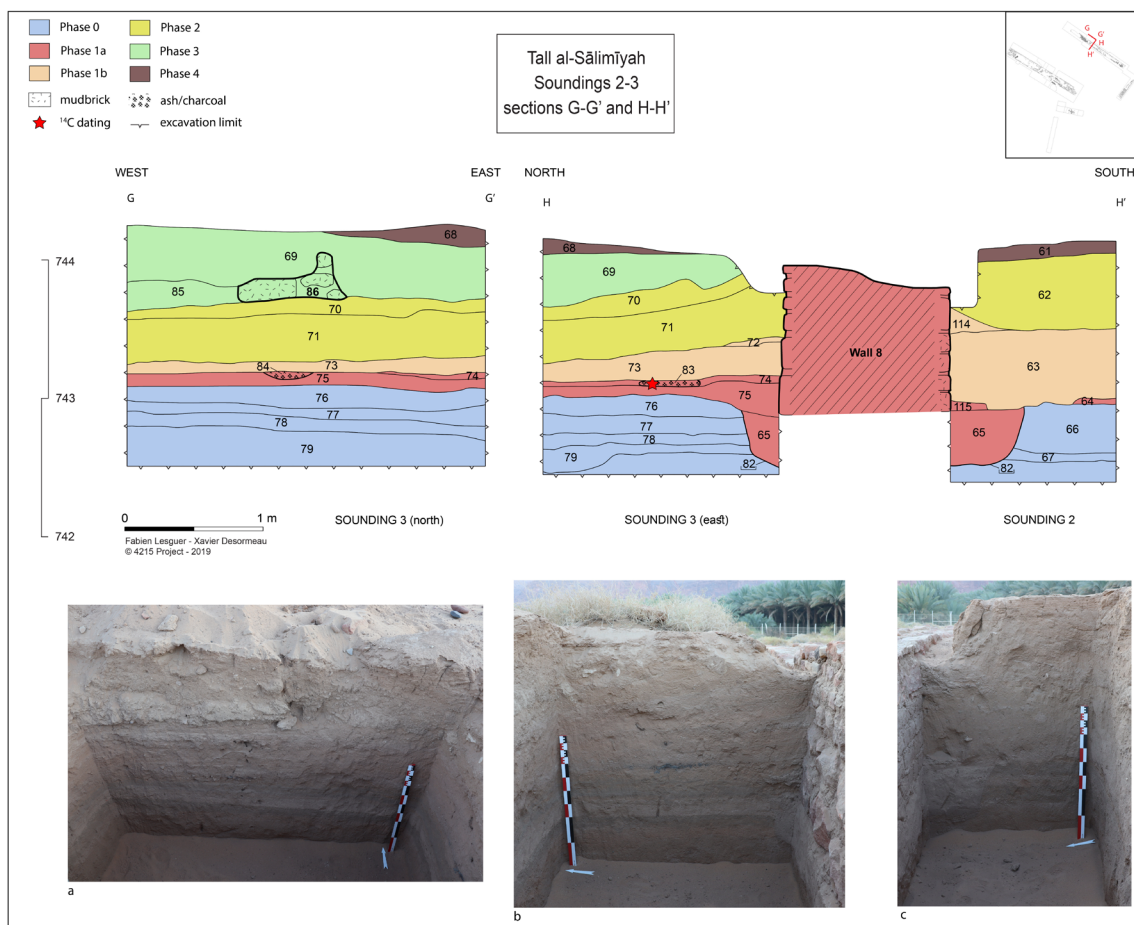 Phase 0
Phase 2
Phase 1a
Phase 3
Phase 1b
Phase 4
mudbrick
ash/charcoal
14C dating
excavation limit
Tall al-Sālimīyah
Soundings 2-3
sections G-G’ and H-H’
G
G'
H
H'
WEST
EAST
NORTH
SOUTH
G
G'
H
H'
744
743
742
68
69
85
86
70
71
84
73
75
74
76
77
78
79
68
69
70
71
72
73
83
74
75
76
77
78
79
65
82
Wall 8
61
62
114
63
115
64
65
66
67
82
0
1 m
SOUNDING 3 (north)
SOUNDING 3 (east)
SOUNDING 2
Fabien Lesguer - Xavier Desormeau
© 4215 Project - 2019
a
b
c